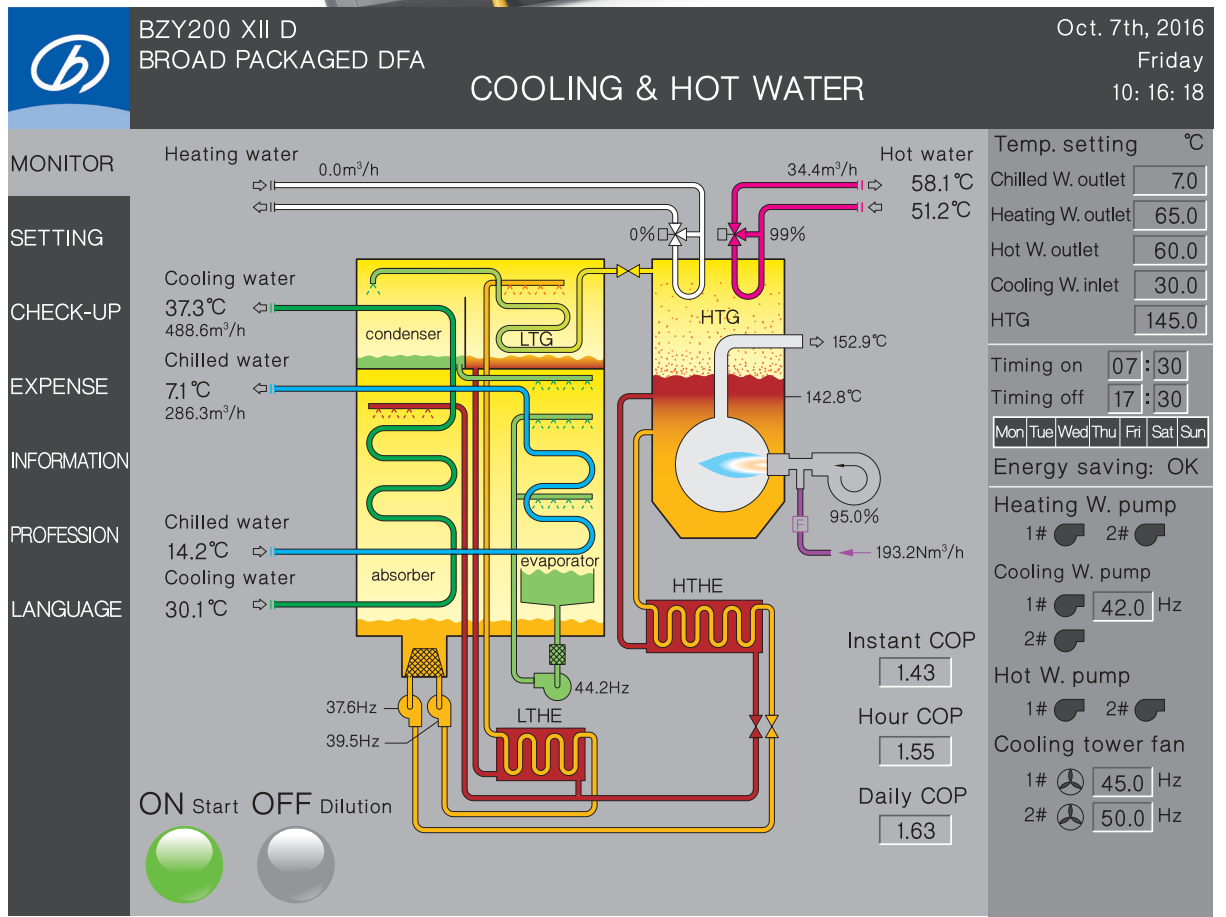 BZY200 XII D
BROAD PACKAGED DFA
COOLING & HOT WATER
Oct. 7th, 2016
Friday
10: 16: 18
MONITOR
SETTING
CHECK-UP
EXPENSE
INFORMATION
PROFESSION
LANGUAGE
Heating water
0.0m³/h
34.4m³/h
Hot water
58.1℃
51.2℃
0%
99%
Cooling water
37.3℃
488.6m³/h
Chilled water
7.1℃
286.3m³/h
Chilled water
14.2℃
Cooling water
30.1℃
condenser
LTG
HTG
152.9℃
142.8℃
95.0%
F
193.2Nm³/h
absorber
evaporator
HTHE
44.2Hz
37.6Hz
39.5Hz
LTHE
Instant COP
1.43
Hour COP
1.55
Daily COP
1.63
ON Start OFF Dilution
Temp. setting ℃
Chilled W. outlet 7.0
Heating W. outlet 65.0
Hot W. outlet 60.0
Cooling W. inlet 30.0
HTG 145.0
Timing on 07 : 30
Timing off 17 : 30
Mon Tue Wed Thu Fri Sat Sun
Energy saving: OK
Heating W. pump
1# 2#
Cooling W. pump
1# 42.0 Hz
2#
Hot W. pump
1# 2#
Cooling tower fan
1# 45.0 Hz
2# 50.0 Hz